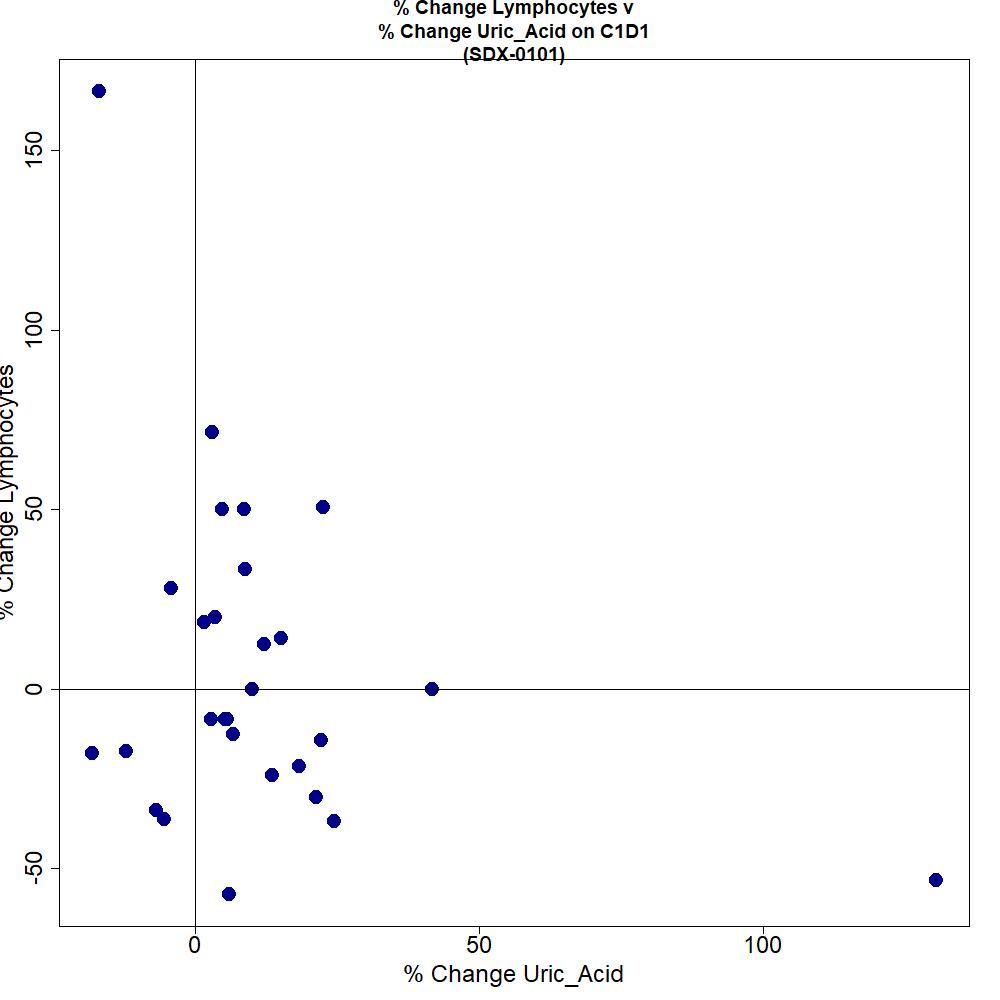 % Change Lymphocytes v
% Change Uric_Acid on C1D1
(SDX-0101)
% Change Lymphocytes
150
100
50
0
-50
0
50
100
% Change Uric_Acid